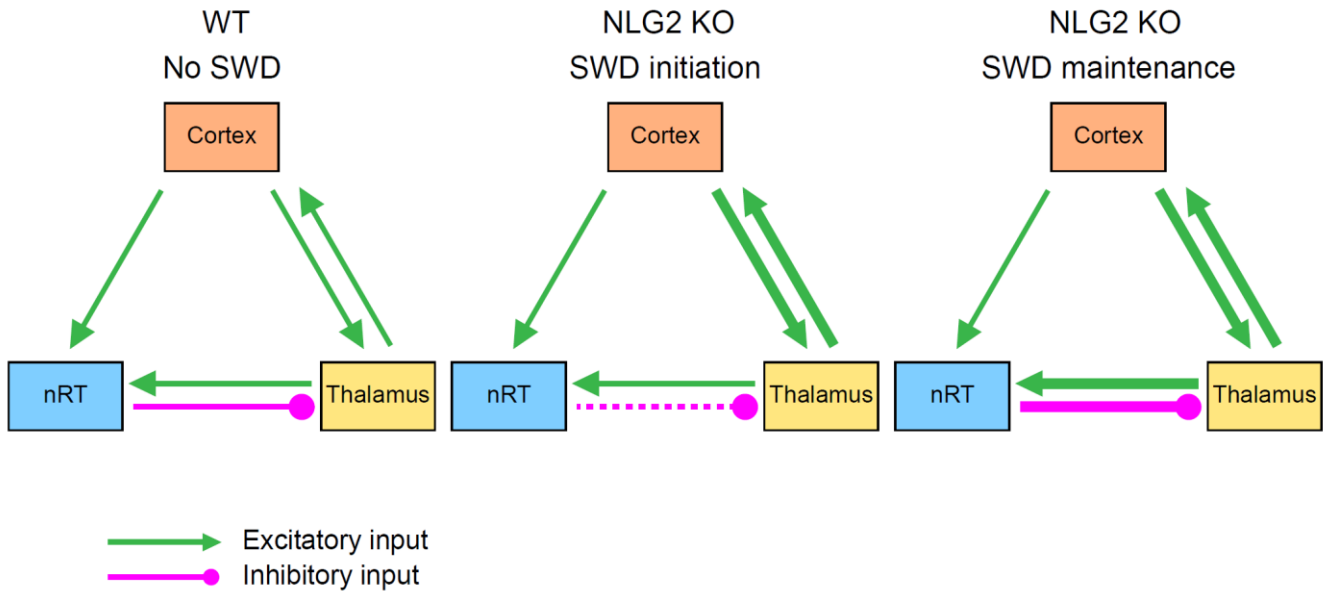 WT
No SWD
NLG2 KO
SWD initiation
NLG2 KO
SWD maintenance
Cortex
Cortex
Cortex
nRT
Thalamus
nRT
Thalamus
nRT
Thalamus
Excitatory input
Inhibitory input